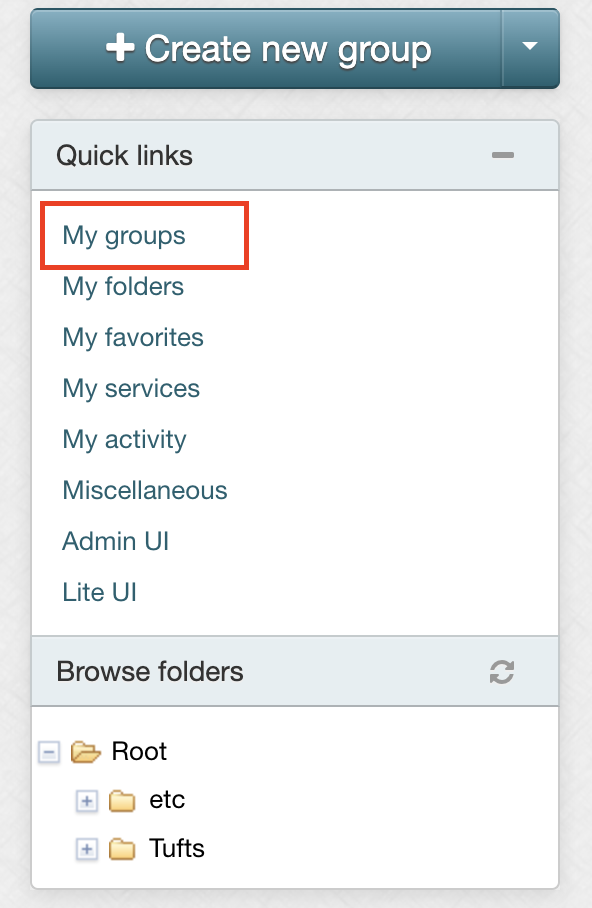 Create new group
Quick links
My groups
My folders
My favorites
My services
My activity
Miscellaneous
Admin UI
Lite UI
Browse folders
Root
etc
Tufts